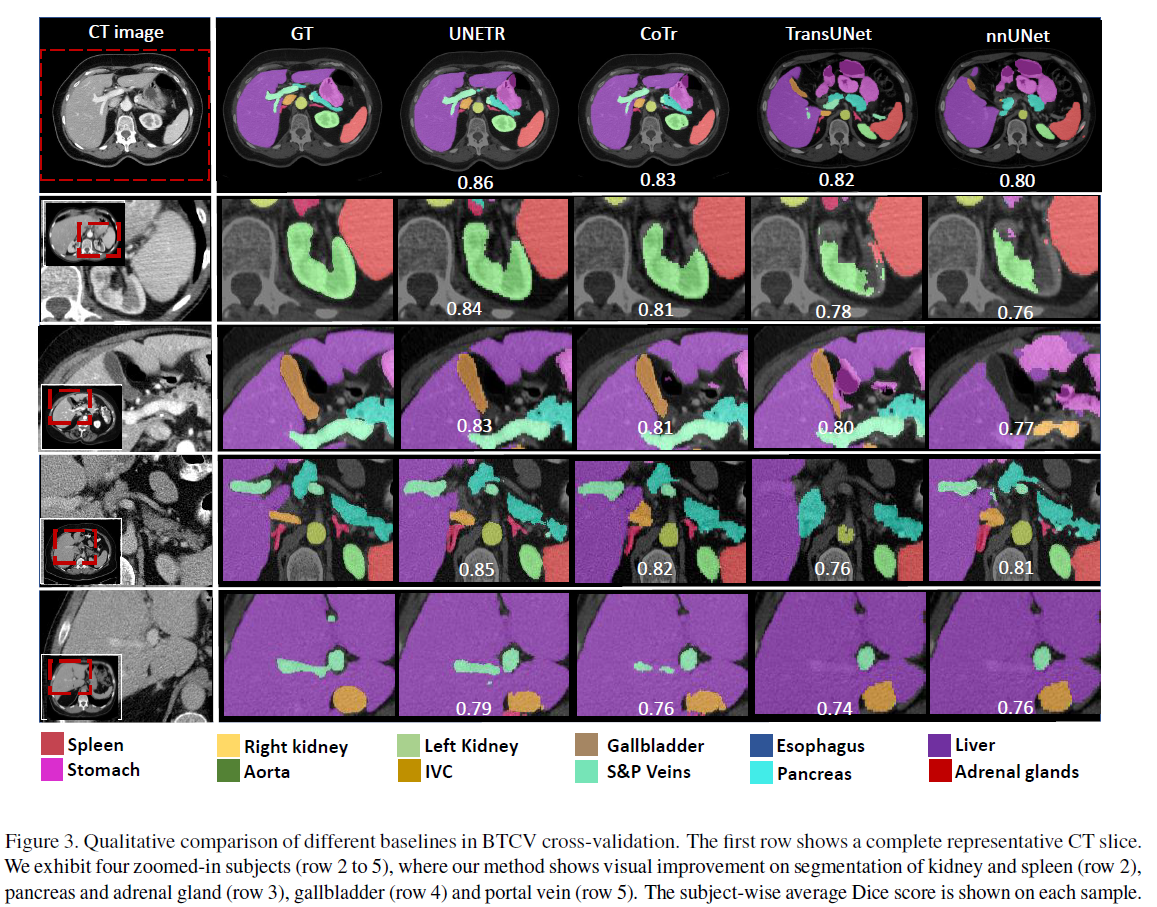 CT image GT UNETR CoTr TransUNet nnUNet
0.86 0.83 0.82 0.80
0.84 0.81 0.78 0.76
0.83 0.81 0.80 0.77
0.85 0.82 0.76 0.81
0.79 0.76 0.74 0.76
Spleen Right kidney Left Kidney Gallbladder Esophagus Liver
Stomach Aorta IVC S&P Veins Pancreas Adrenal glands
Figure 3. Qualitative comparison of different baselines in BTCV cross-validation. The first row shows a complete representative CT slice.
We exhibit four zoomed-in subjects (row 2 to 5), where our method shows visual improvement on segmentation of kidney and spleen (row 2),
pancreas and adrenal gland (row 3), gallbladder (row 4) and portal vein (row 5). The subject-wise average Dice score is shown on each sample.